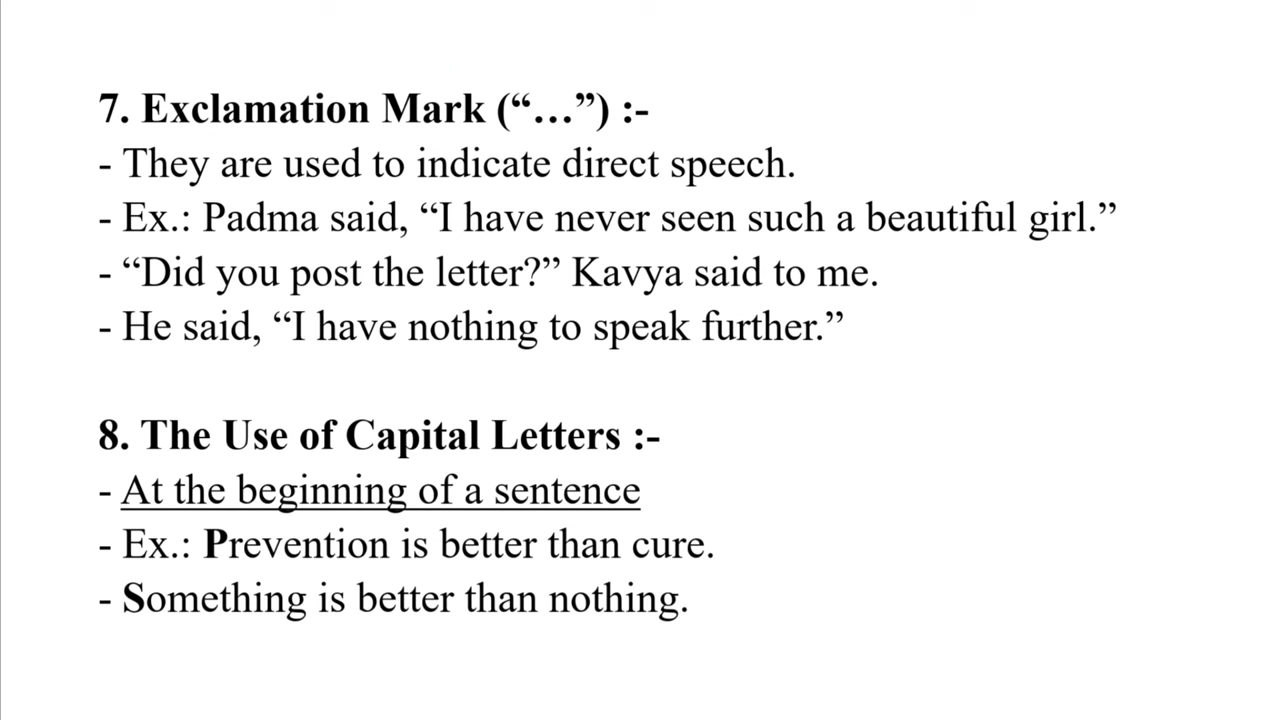 7. Exclamation Mark (“…”) :-
- They are used to indicate direct speech.
- Ex.: Padma said, “I have never seen such a beautiful girl.”
- “Did you post the letter?” Kavya said to me.
- He said, “I have nothing to speak further.”
8. The Use of Capital Letters :-
- At the beginning of a sentence
- Ex.: Prevention is better than cure.
- Something is better than nothing.